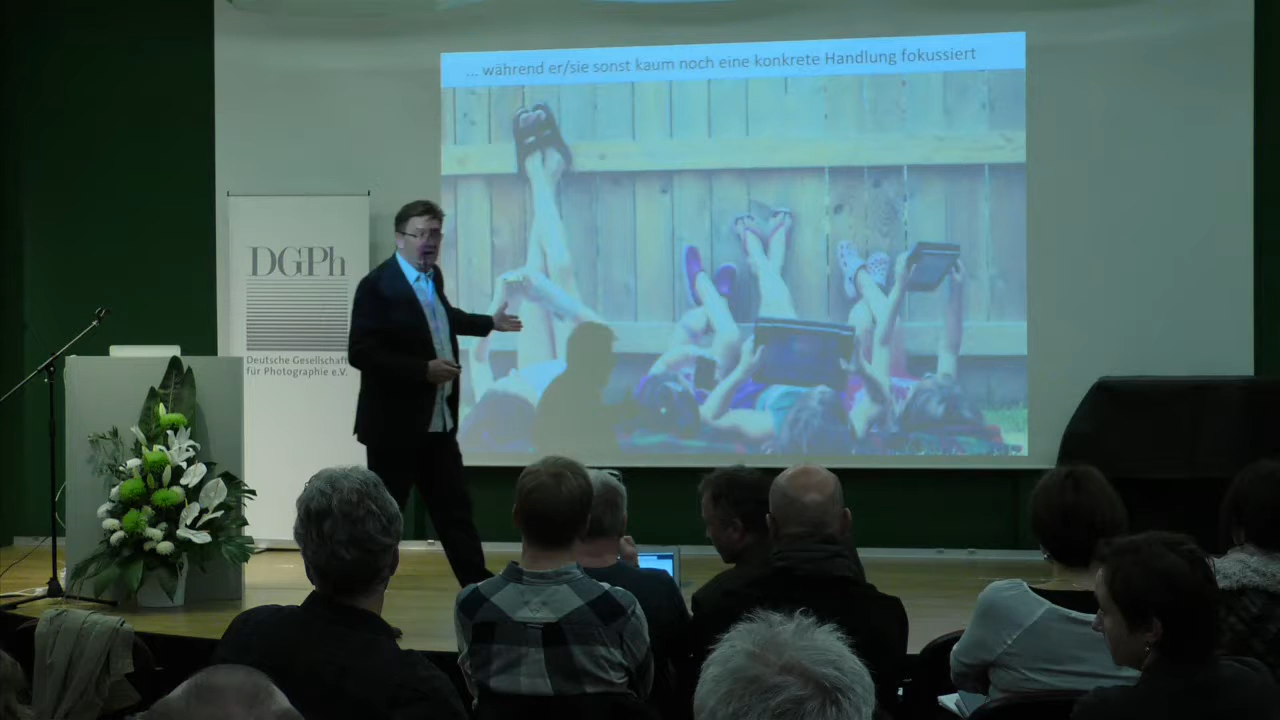 ... während er/sie sonst kaum noch eine konkrete Handlung fokussiert
DGPh
Deutsche Gesellschaft
für Photographie e.V.